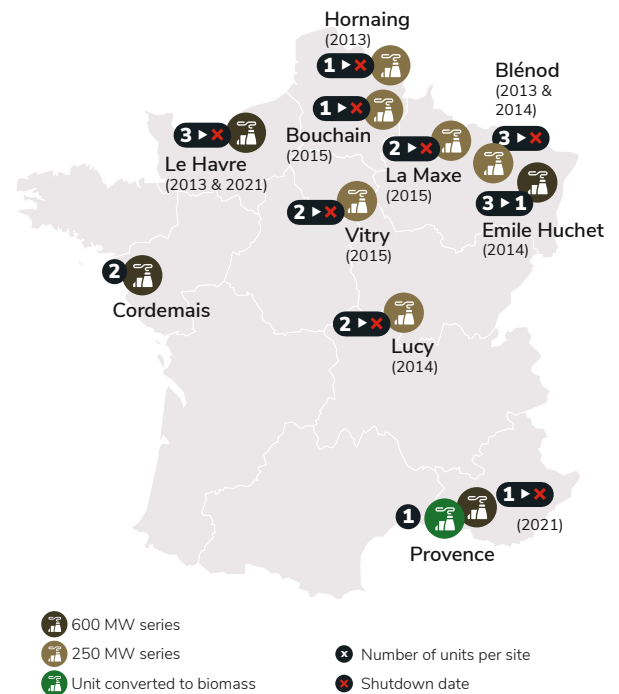 Hornaing
(2013)
1 ▶ ×
Blénod
(2013 &
2014)
3 ▶ ×
1 ▶ ×
Bouchain
(2015)
3 ▶ ×
Le Havre
(2013 & 2021)
2 ▶ ×
La Maxe
(2015)
3 ▶ 1
Emile Huchet
(2014)
2 ▶ ×
Vitry
(2015)
2
Cordemais
2 ▶ ×
Lucy
(2014)
1 ▶ ×
(2021)
1
Provence
600 MW series
250 MW series
Unit converted to biomass
× Number of units per site
× Shutdown date